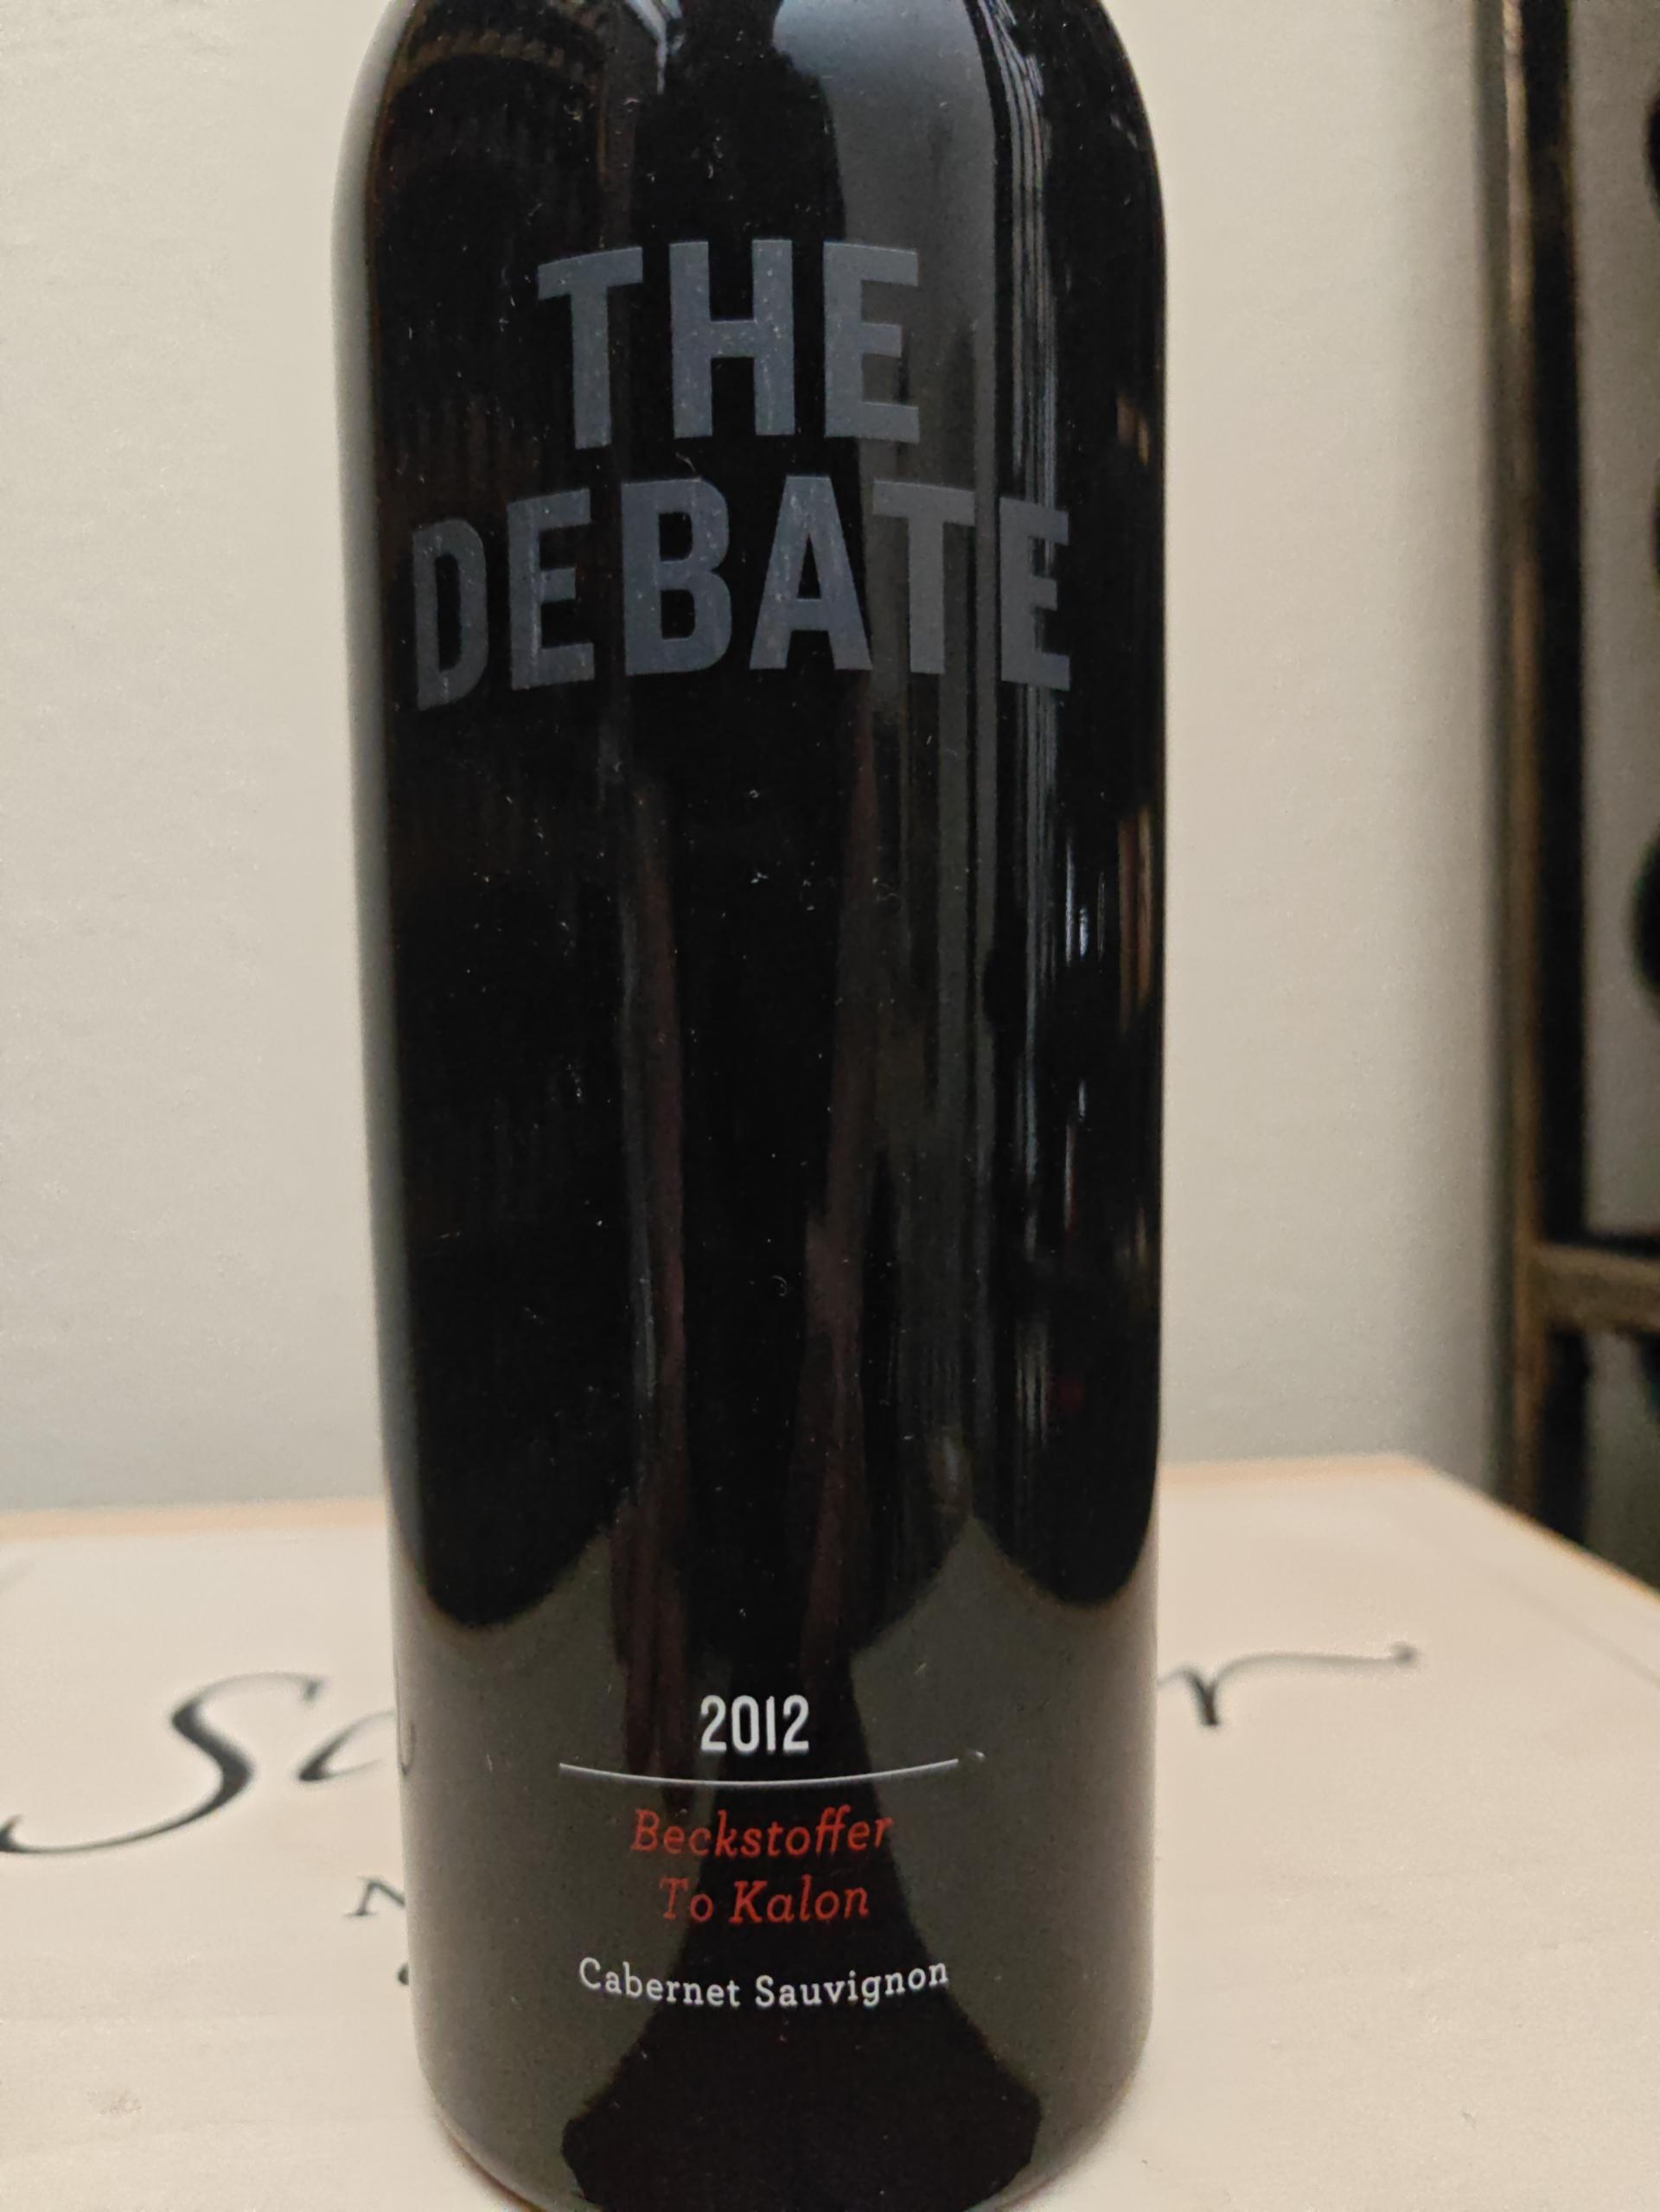 THE
DEBATE
2012
Beckstoffer
To Kalon
Cabernet Sauvignon